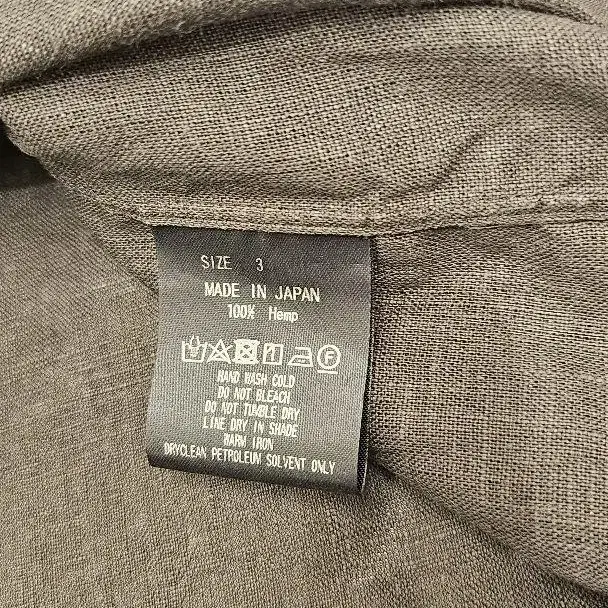 SIZE 3
MADE IN JAPAN
100% Hemp
F
HAND WASH COLD
DO NOT BLEACH
DO NOT TUMBLE DRY
LINE DRY IN SHADE
WARM IRON
DRYCLEAN PETROLEUM SOLVENT ONLY